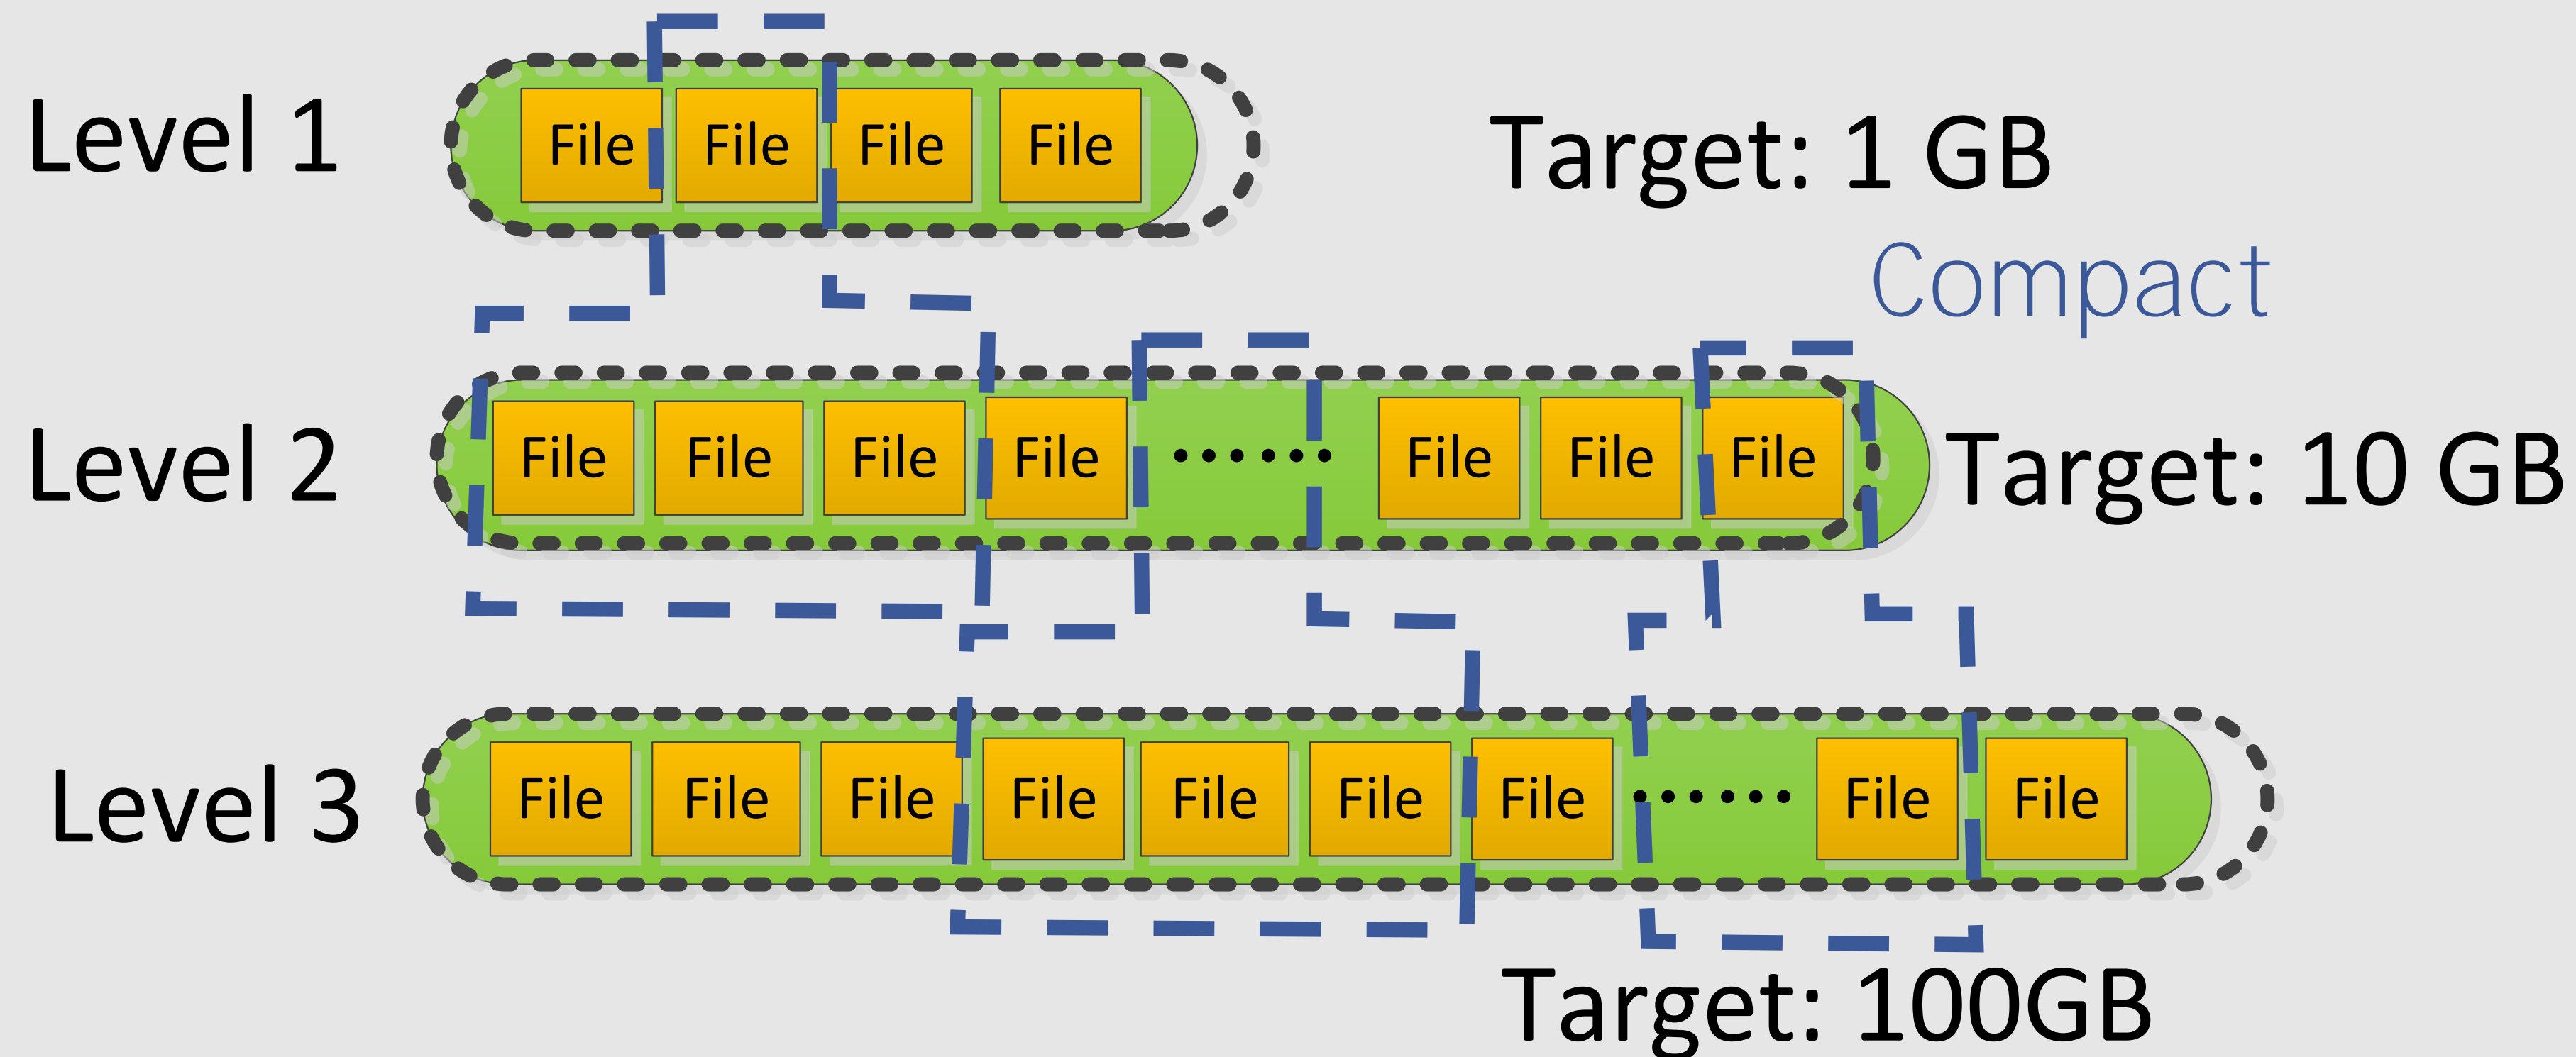 Level 1 File File File File Target: 1 GB
Compact
Level 2 File File File File ...... File File File Target: 10 GB
Level 3 File File File File File File File ...... File File
Target: 100GB